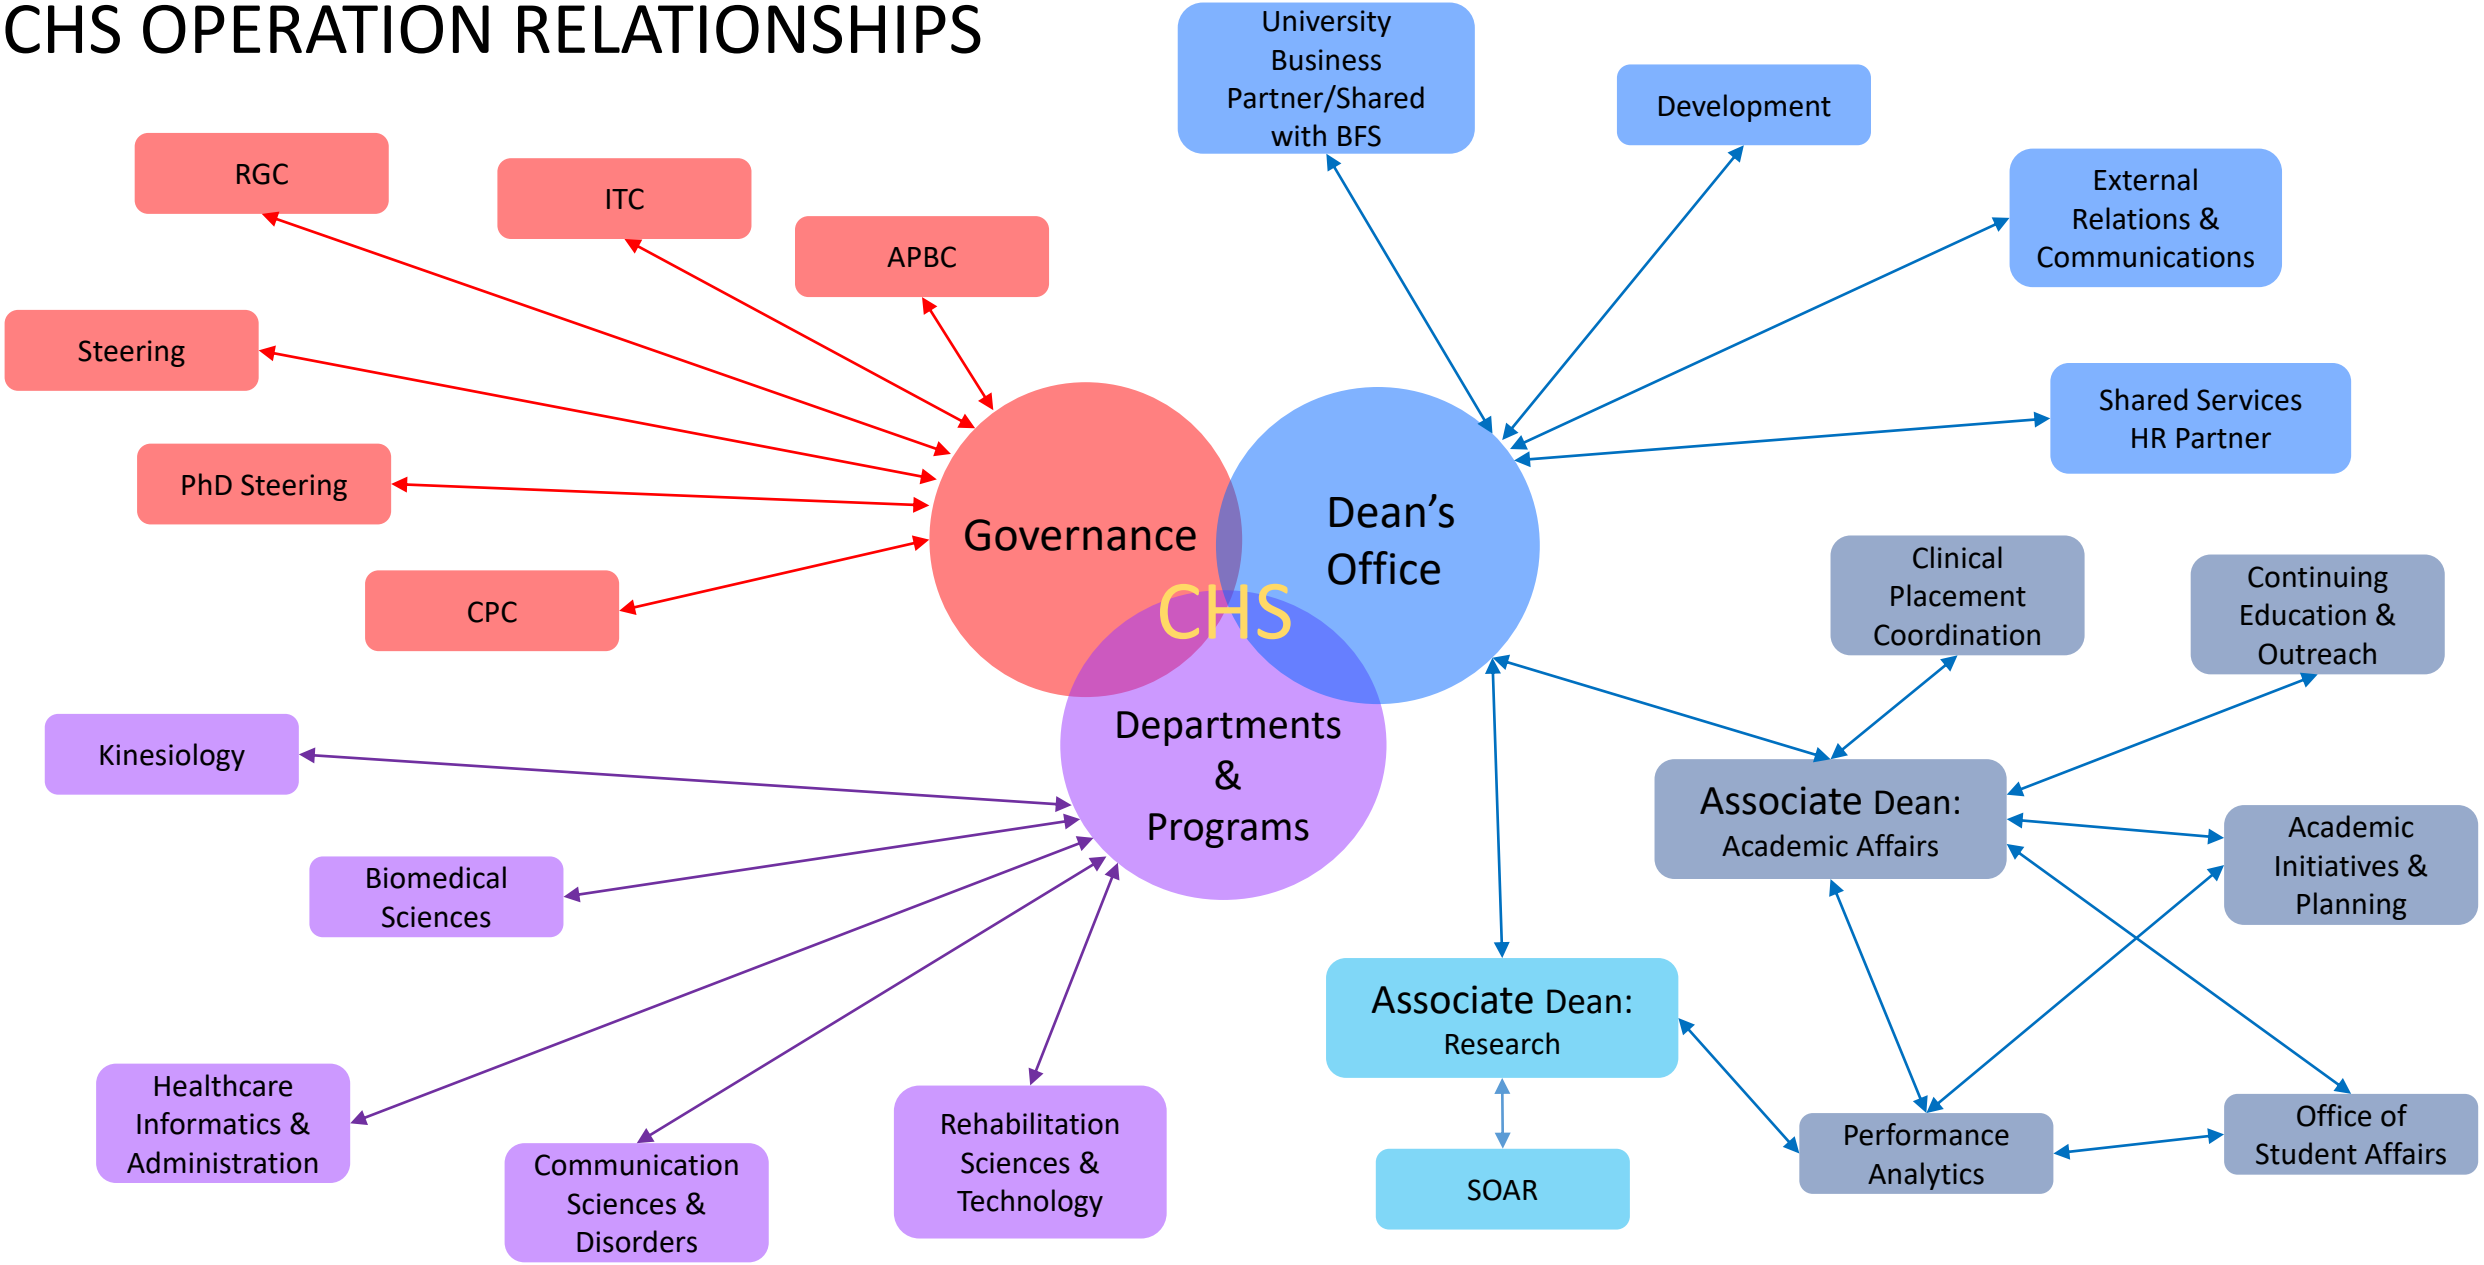 CHS OPERATION RELATIONSHIPS
University
Business
Partner/Shared
with BFS
Development
External
Relations &
Communications
Shared Services
HR Partner
RGC
ITC
APBC
Steering
PhD Steering
CPC
Governance
Dean’s
Office
CHS
Departments
&
Programs
Clinical
Placement
Coordination
Continuing
Education &
Outreach
Associate Dean:
Academic Affairs
Academic
Initiatives &
Planning
Associate Dean:
Research
SOAR
Performance
Analytics
Office of
Student Affairs
Kinesiology
Biomedical
Sciences
Healthcare
Informatics &
Administration
Communication
Sciences &
Disorders
Rehabilitation
Sciences &
Technology